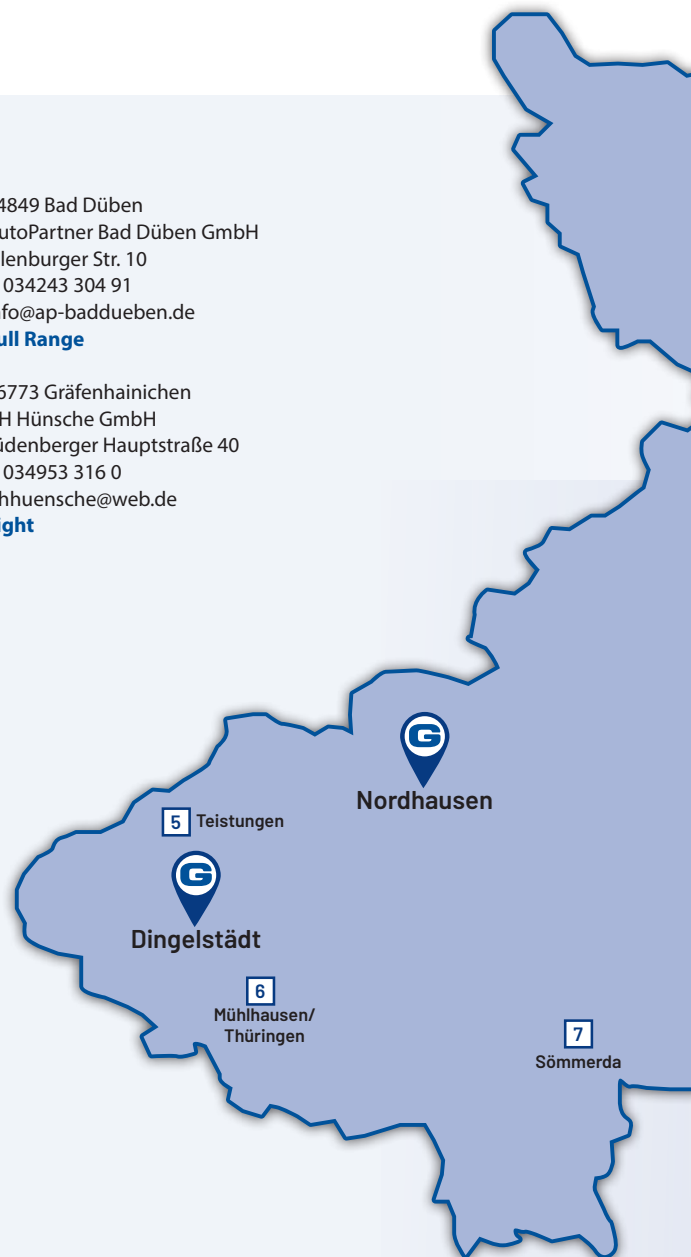 4849 Bad Düben
utoPartner Bad Düben GmbH
lenburger Str. 10
034243 304 91
nfo@ap-baddueben.de
ull Range
6773 Gräfenhainichen
H Hünsche GmbH
üdenberger Hauptstraße 40
034953 316 0
hhuensche@web.de
ight
G
Nordhausen
5 Teistungen
G
Dingelstädt
6
Mühlhausen/
Thüringen
7
Sömmerda